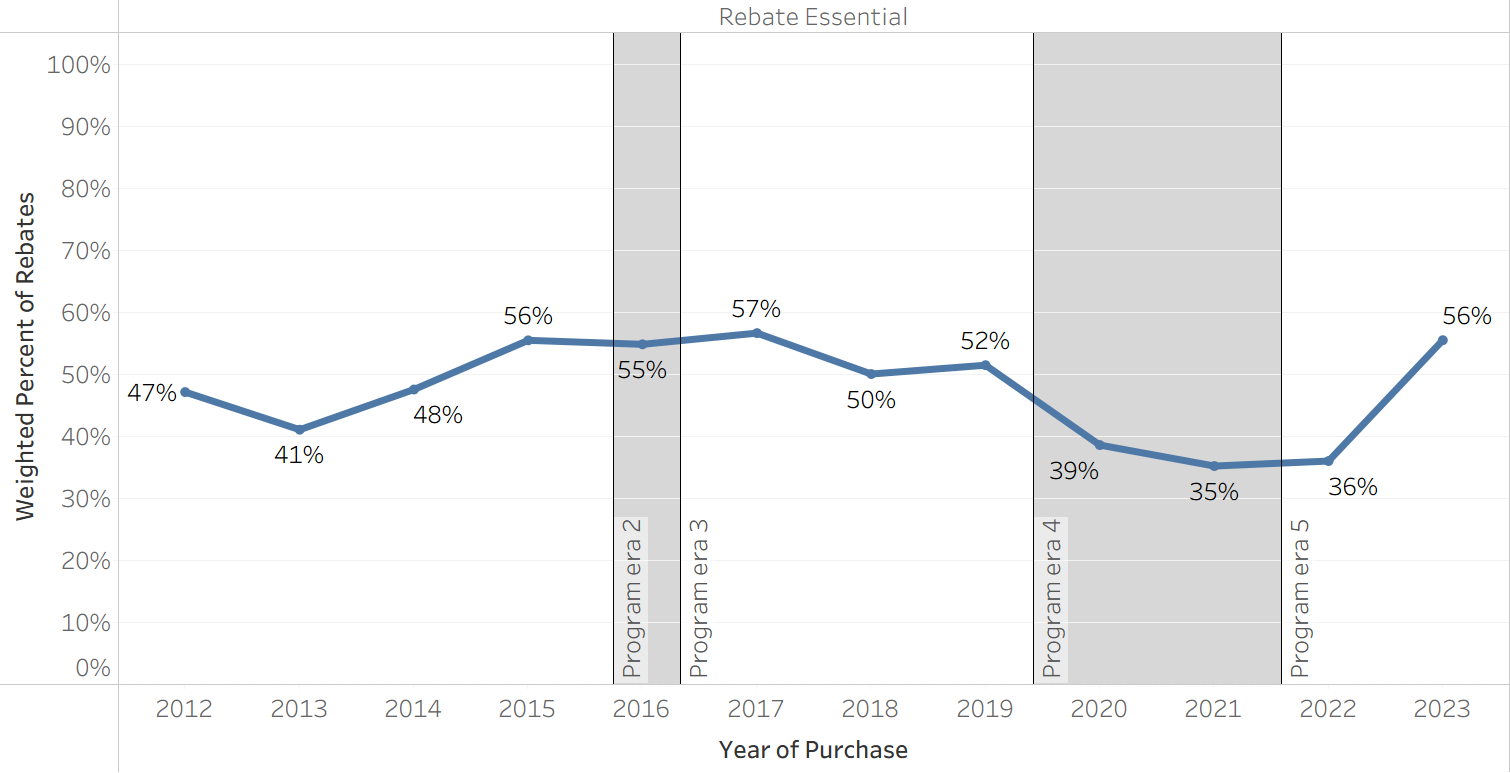 Rebate Essential
Weighted Percent of Rebates
100%
90%
80%
70%
60%
50%
40%
30%
20%
10%
0%
47%
41%
48%
56%
55%
57%
50%
52%
39%
35%
36%
56%
Program era 2
Program era 3
Program era 4
Program era 5
2012 2013 2014 2015 2016 2017 2018 2019 2020 2021 2022 2023
Year of Purchase